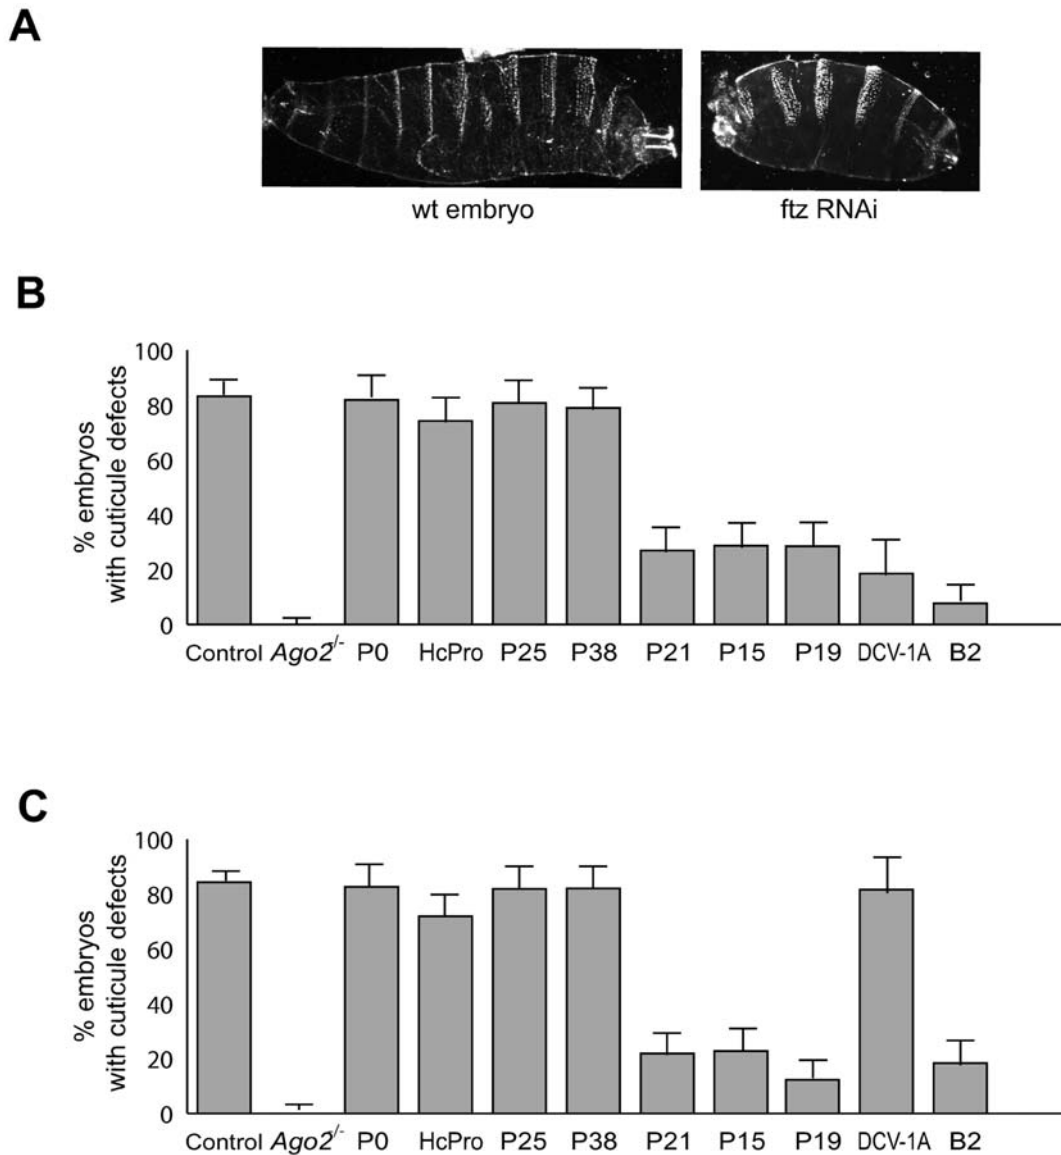 A
wt embryo
ftz RNAi
B
% embryos
with cuticule defects
100
80
60
40
20
0
Control Ago2-/- P0 HcPro P25 P38 P21 P15 P19 DCV-1A B2
C
% embryos
with cuticule defects
100
80
60
40
20
0
Control Ago2-/- P0 HcPro P25 P38 P21 P15 P19 DCV-1A B2